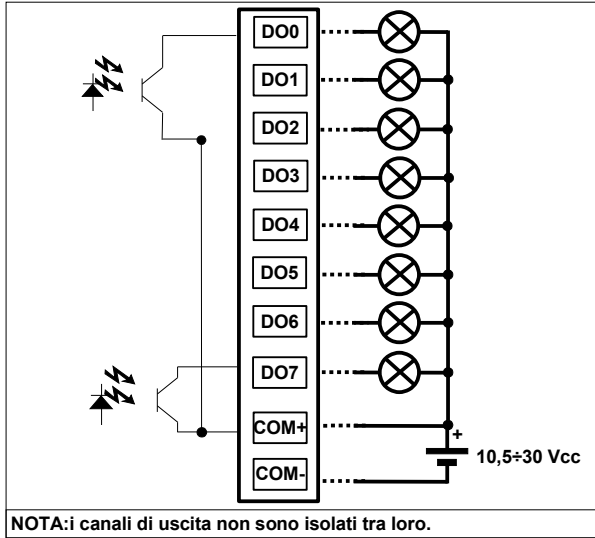 DO0
DO1
DO2
DO3
DO4
DO5
DO6
DO7
COM+
COM-
+
10,5÷30 Vcc
NOTA:i canali di uscita non sono isolati tra loro.